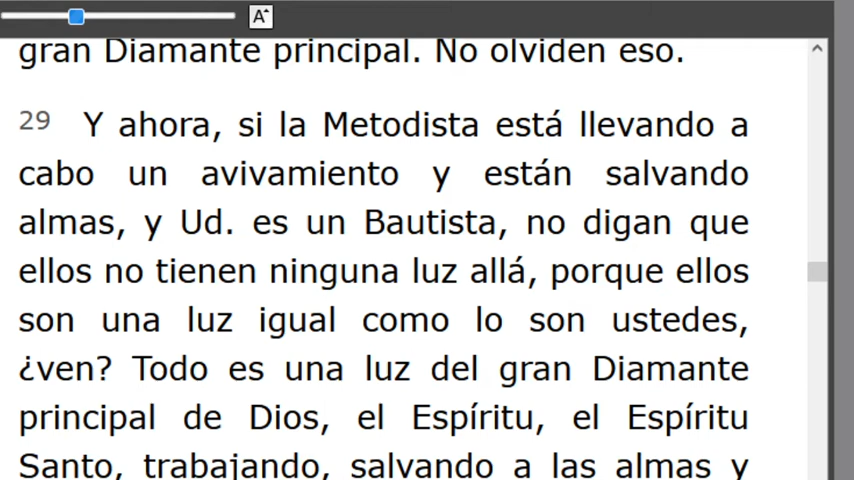 A
gran Diamante principal. No olviden eso.
29 Y ahora, si la Metodista está llevando a
cabo un avivamiento y están salvando
almas, y Ud. es un Bautista, no digan que
ellos no tienen ninguna luz allá, porque ellos
son una luz igual como lo son ustedes,
¿ven? Todo es una luz del gran Diamante
principal de Dios, el Espíritu, el Espíritu
Santo, trabajando, salvando a las almas y